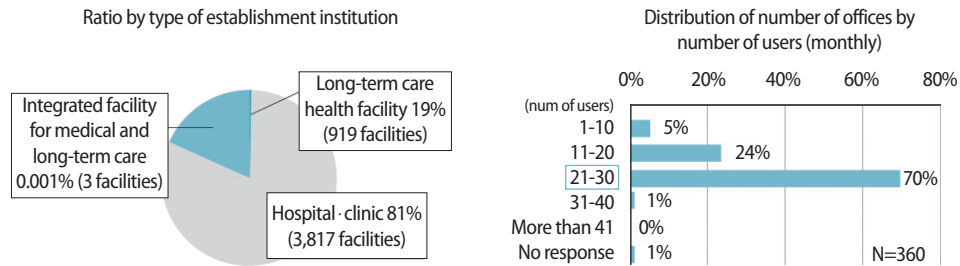 Ratio by type of establishment institution
Integrated facility
for medical and
long-term care
0.001% (3 facilities)
Long-term care
health facility 19%
(919 facilities)
Hospital · clinic 81%
(3,817 facilities)
Distribution of number of offices by
number of users (monthly)
0% 20% 40% 60% 80%
(num of users)
1-10 5%
11-20 24%
21-30 70%
31-40 1%
More than 41 0%
No response 1%
N=360